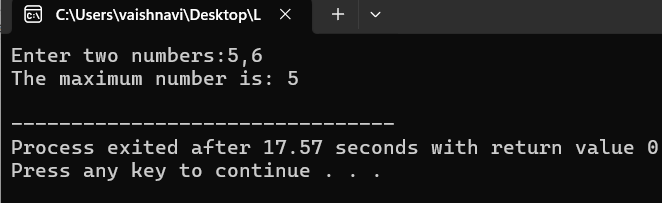 C:\Users\vaishnavi\Desktop\L
Enter two numbers:5,6
The maximum number is: 5
--------------------------------
Process exited after 17.57 seconds with return value 0
Press any key to continue . . .